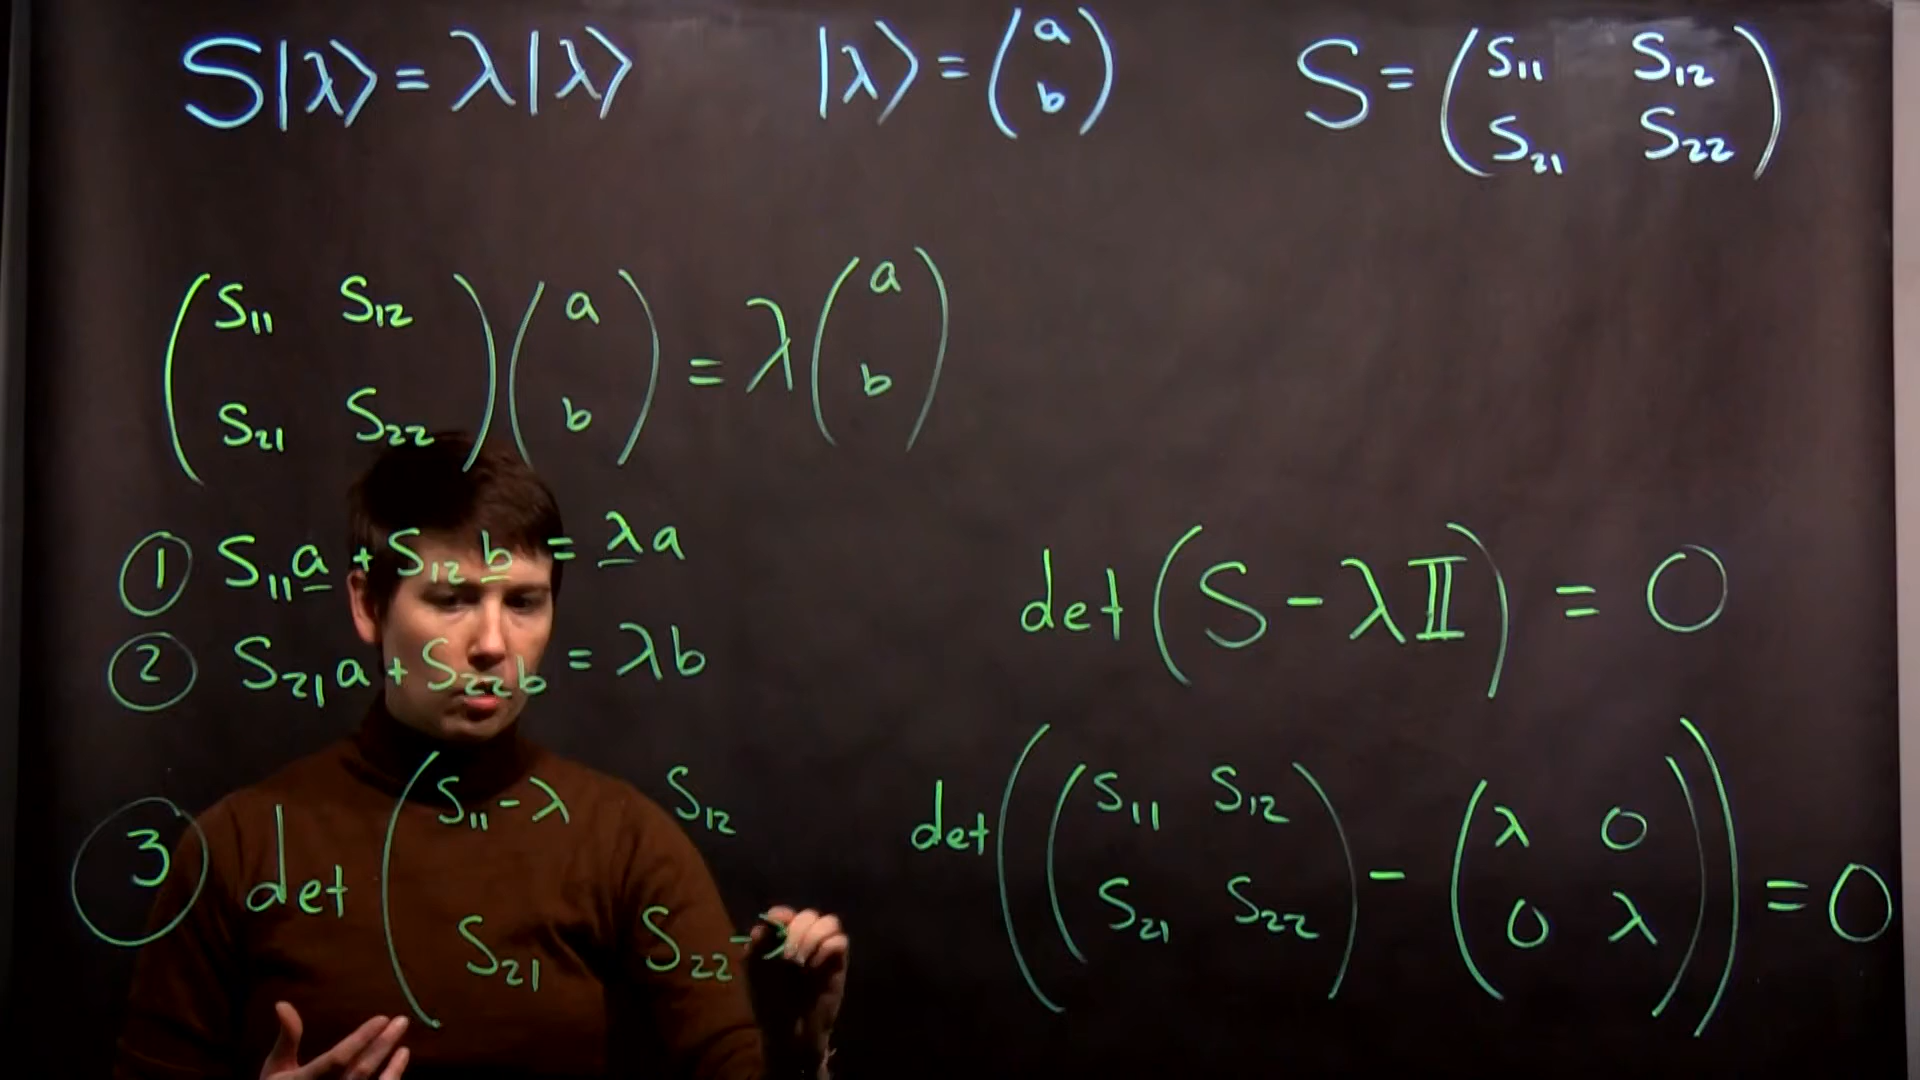 S|λ⟩ = λ|λ⟩   |λ⟩ = (a b)   S = (S₁₁ S₁₂
S₂₁ S₂₂)
(S₁₁ S₁₂   (a   = λ (a
S₂₁ S₂₂)   b)   b)
① S₁₁a + S₁₂b = λa
② S₂₁a + S₂₂b = λb
det(S - λ𝕀) = 0
③ det (S₁₁-λ   S₁₂
S₂₁   S₂₂-λ
det((S₁₁ S₁₂   - (λ 0
S₂₁ S₂₂)   0 λ)) = 0